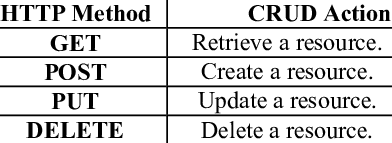 HTTP Method CRUD Action
GET Retrieve a resource.
POST Create a resource.
PUT Update a resource.
DELETE Delete a resource.